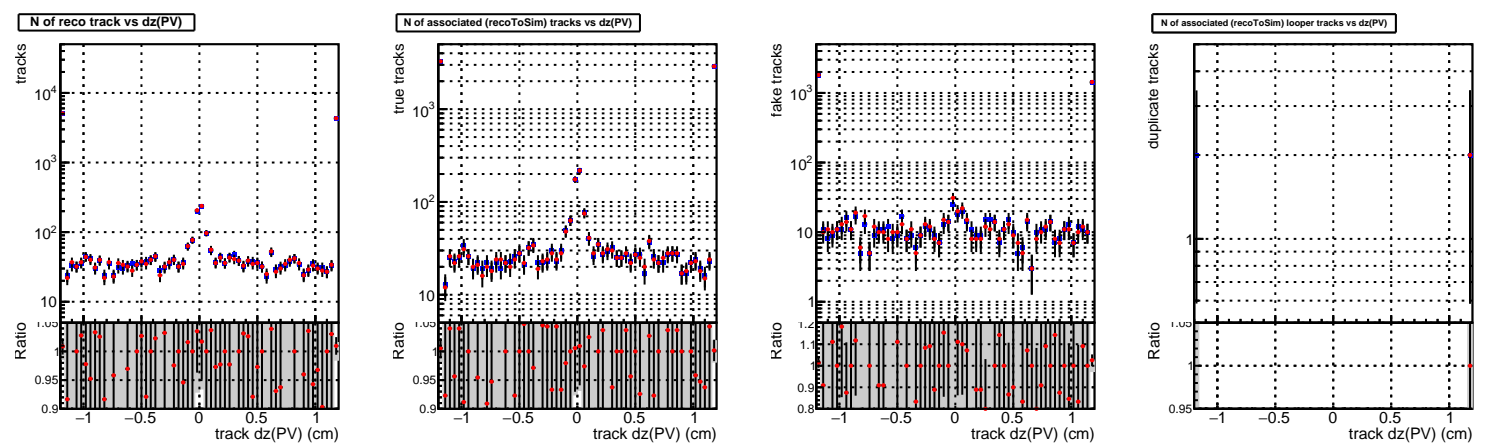 N of reco track vs dz(PV)
tracks
10^4
10^3
10^2
10
Ratio
1.05
1
0.95
0.9
−1 −0.5 0 0.5 1
track dz(PV) (cm)
N of associated (recoToSim) tracks vs dz(PV)
true tracks
10^3
10^2
10
Ratio
1.05
1
0.95
0.9
−1 −0.5 0 0.5 1
track dz(PV) (cm)
fake tracks
10^3
10^2
10
1
Ratio
1.2
1.1
1
0.9
0.8
−1 −0.5 0 0.5 1
track dz(PV) (cm)
N of associated (recoToSim) looper tracks vs dz(PV)
duplicate tracks
1
Ratio
1.05
1
0.95
−1 −0.5 0 0.5 1
track dz(PV) (cm)